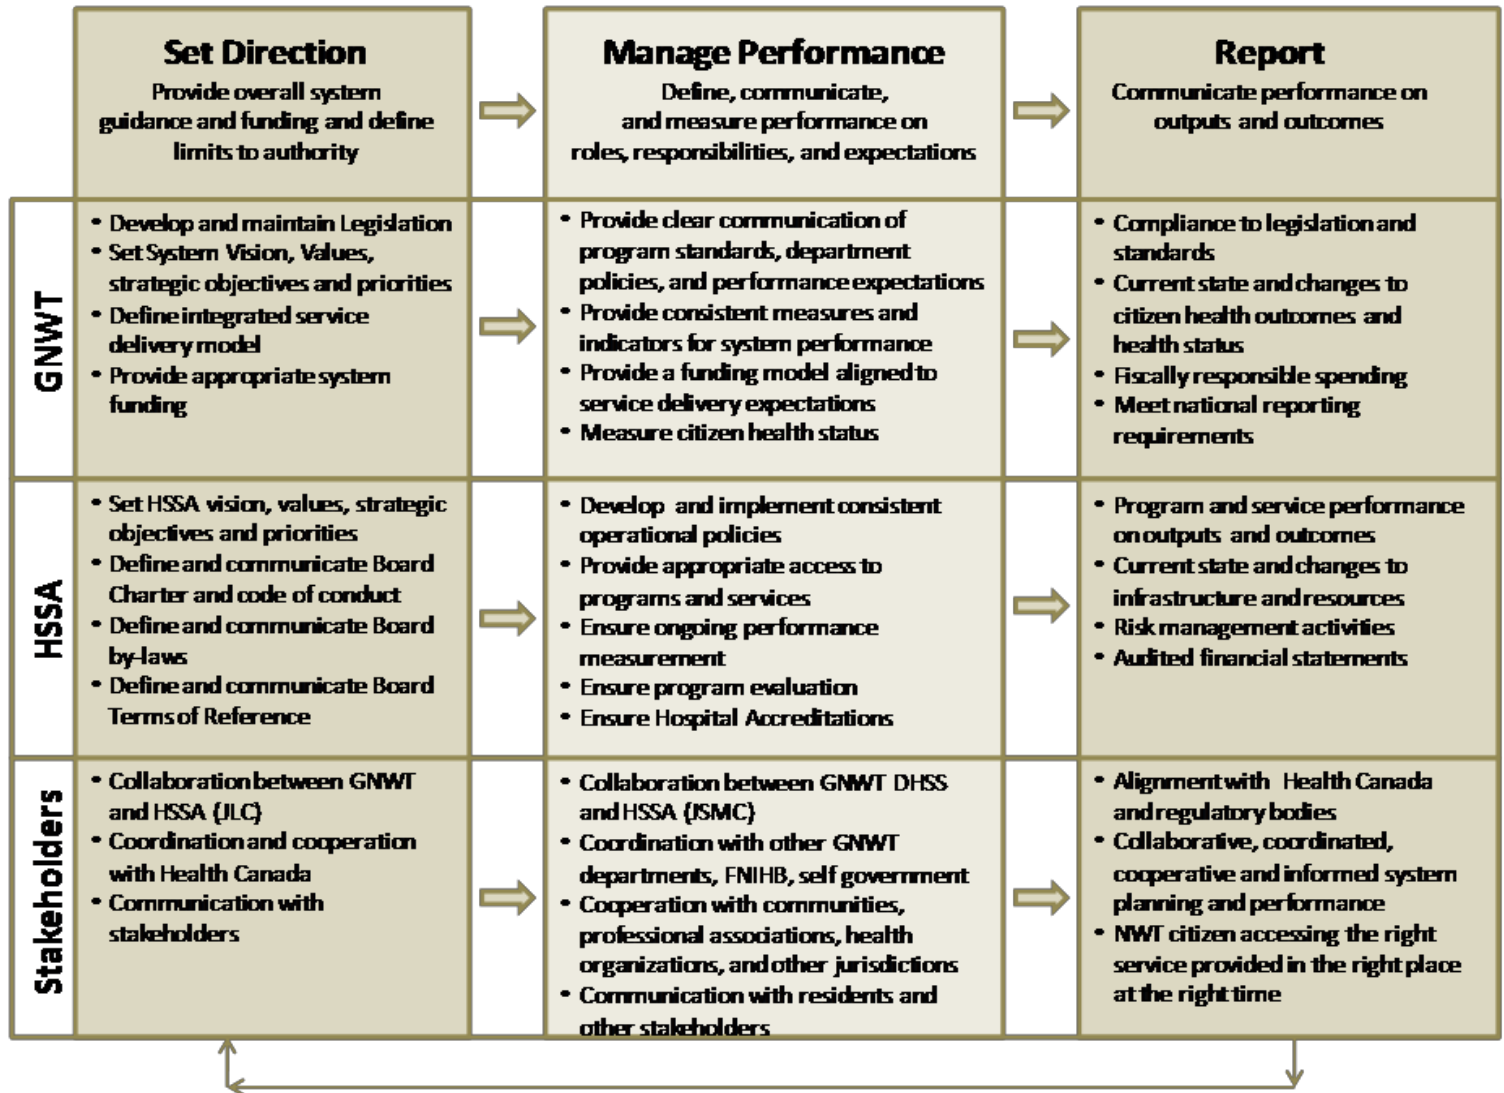 Set Direction
Provide overall system
guidance and funding and define
limits to authority
Manage Performance
Define, communicate,
and measure performance on
roles, responsibilities, and expectations
Report
Communicate performance on
outputs and outcomes
GNWT
• Develop and maintain Legislation
• Set System Vision, Values,
strategic objectives and priorities
• Define integrated service
delivery model
• Provide appropriate system
funding
• Provide clear communication of
program standards, department
policies, and performance expectations
• Provide consistent measures and
indicators for system performance
• Provide a funding model aligned to
service delivery expectations
• Measure citizen health status
• Compliance to legislation and
standards
• Current state and changes to
citizen health outcomes and
health status
• Fiscally responsible spending
• Meet national reporting
requirements
HSSA
• Set HSSA vision, values, strategic
objectives and priorities
• Define and communicate Board
Charter and code of conduct
• Define and communicate Board
by-laws
• Define and communicate Board
Terms of Reference
• Develop and implement consistent
operational policies
• Provide appropriate access to
programs and services
• Ensure ongoing performance
measurement
• Ensure program evaluation
• Ensure Hospital Accreditations
• Program and service performance
on outputs and outcomes
• Current state and changes to
infrastructure and resources
• Risk management activities
• Audited financial statements
Stakeholders
• Collaboration between GNWT
and HSSA (JLC)
• Coordination and cooperation
with Health Canada
• Communication with
stakeholders
• Collaboration between GNWT DHSS
and HSSA (JSMC)
• Coordination with other GNWT
departments, FNIHB, self government
• Cooperation with communities,
professional associations, health
organizations, and other jurisdictions
• Communication with residents and
other stakeholders
• Alignment with Health Canada
and regulatory bodies
• Collaborative, coordinated,
cooperative and informed system
planning and performance
• NWT citizen accessing the right
service provided in the right place
at the right time